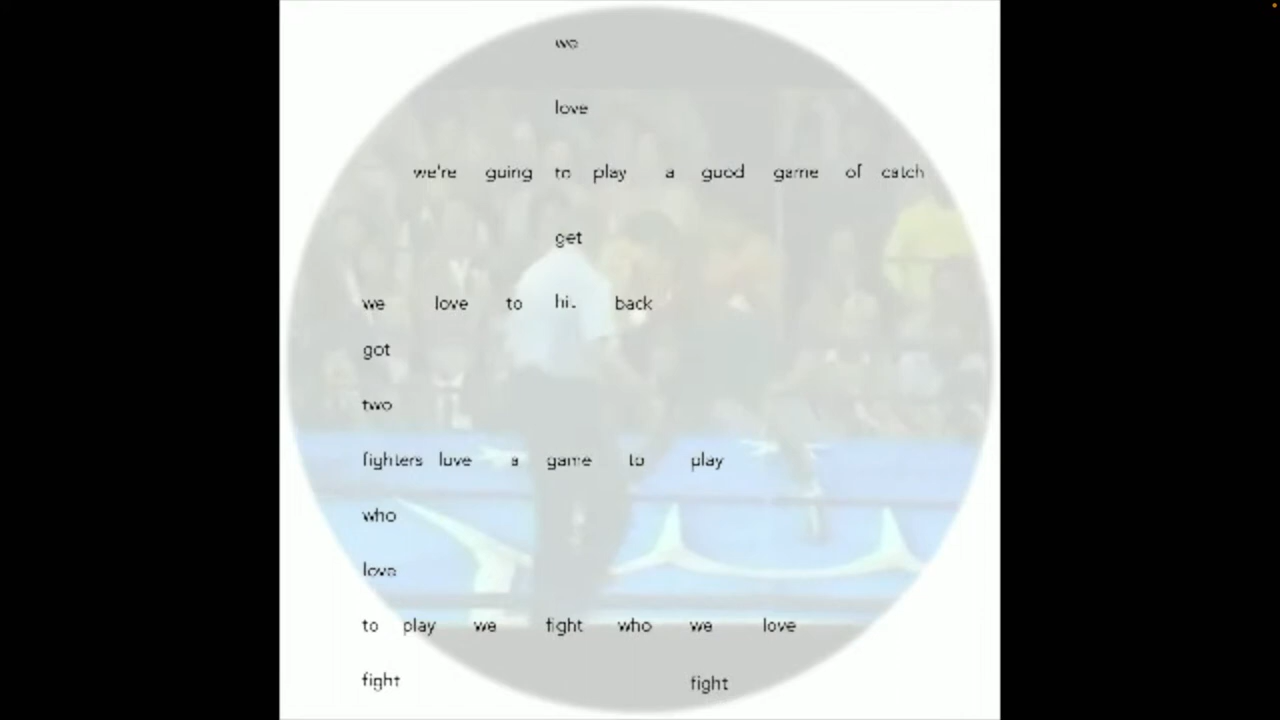 we
love
we're going to play a good game of catch
get
we love to hit back
got
two
fighters love a game to play
who
love
to play we fight who we love
fight fight